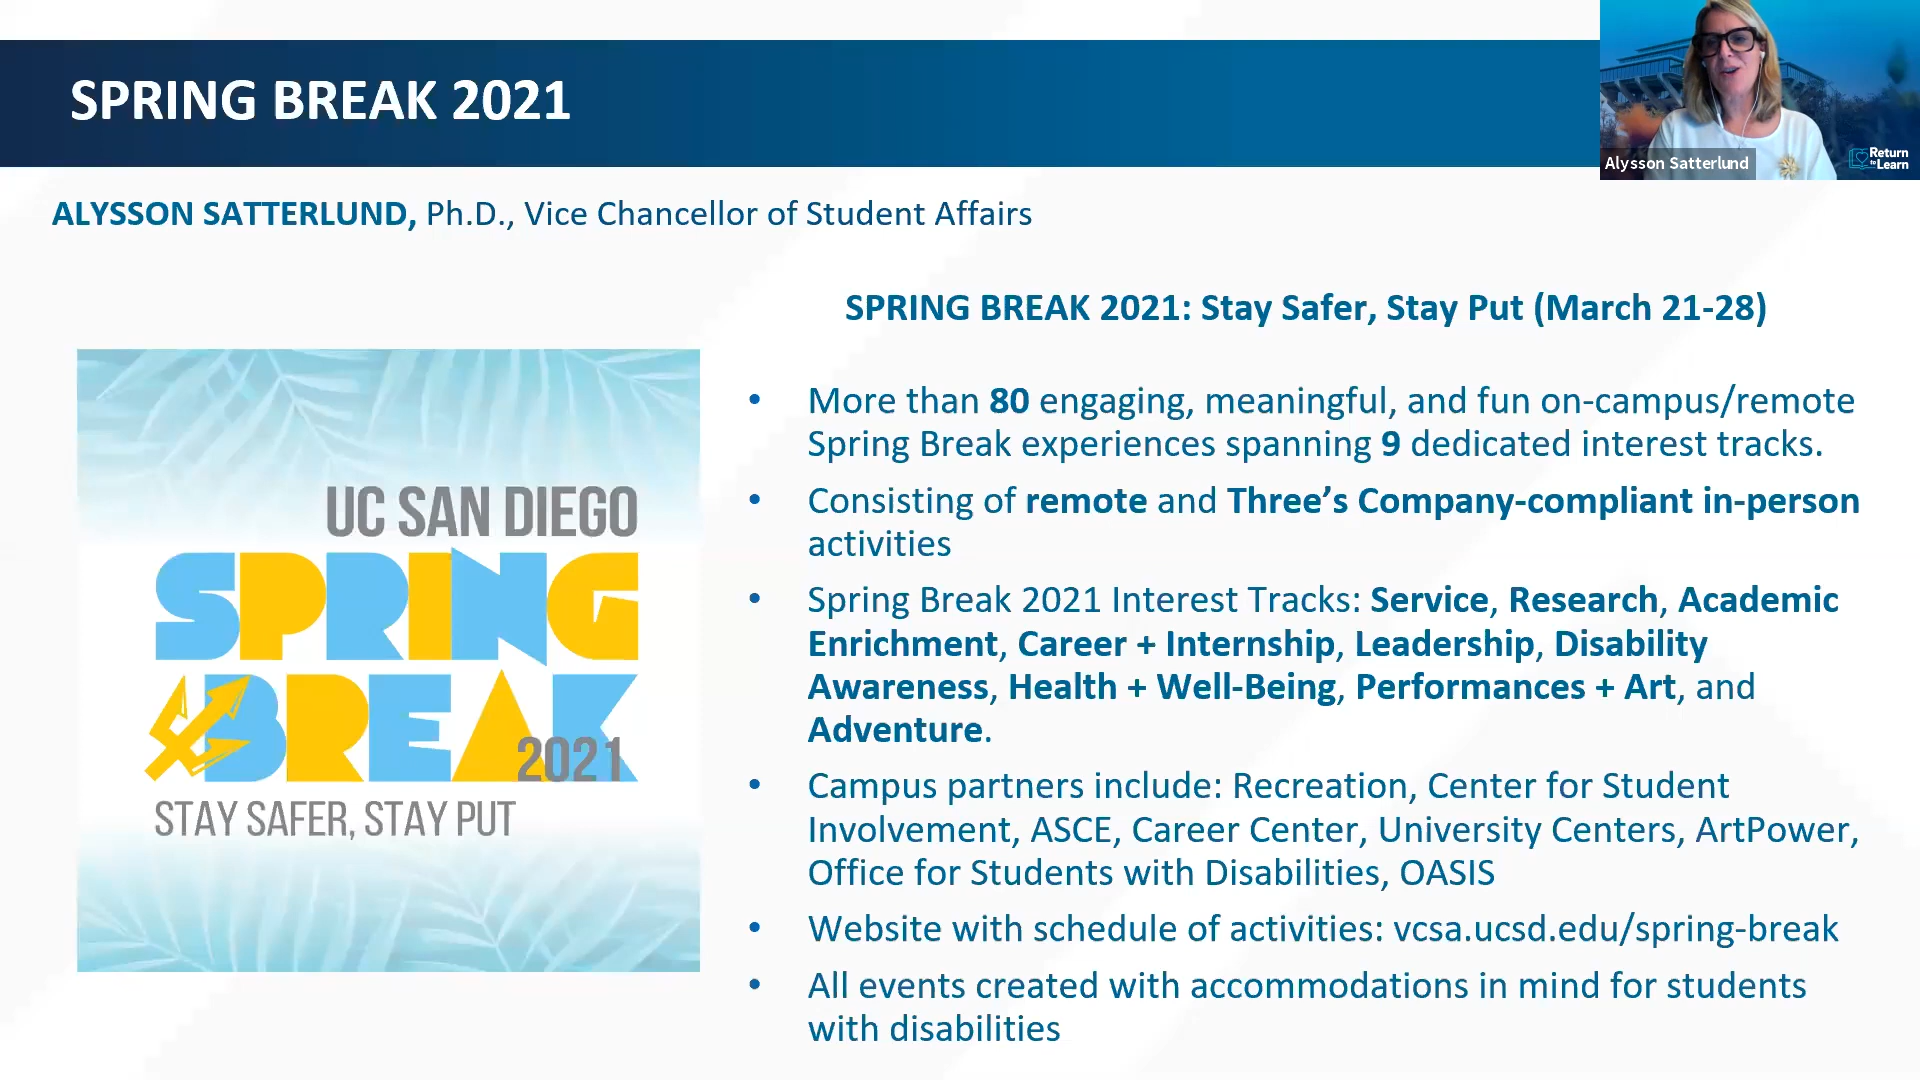 SPRING BREAK 2021
Return
to Learn
Alysson Satterlund
ALYSSON SATTERLUND, Ph.D., Vice Chancellor of Student Affairs
SPRING BREAK 2021: Stay Safer, Stay Put (March 21-28)
UC SAN DIEGO
SPRING
BREAK
2021
STAY SAFER, STAY PUT
• More than 80 engaging, meaningful, and fun on-campus/remote
Spring Break experiences spanning 9 dedicated interest tracks.
• Consisting of remote and Three’s Company-compliant in-person
activities
• Spring Break 2021 Interest Tracks: Service, Research, Academic
Enrichment, Career + Internship, Leadership, Disability
Awareness, Health + Well-Being, Performances + Art, and
Adventure.
• Campus partners include: Recreation, Center for Student
Involvement, ASCE, Career Center, University Centers, ArtPower,
Office for Students with Disabilities, OASIS
• Website with schedule of activities: vcsa.ucsd.edu/spring-break
• All events created with accommodations in mind for students
with disabilities